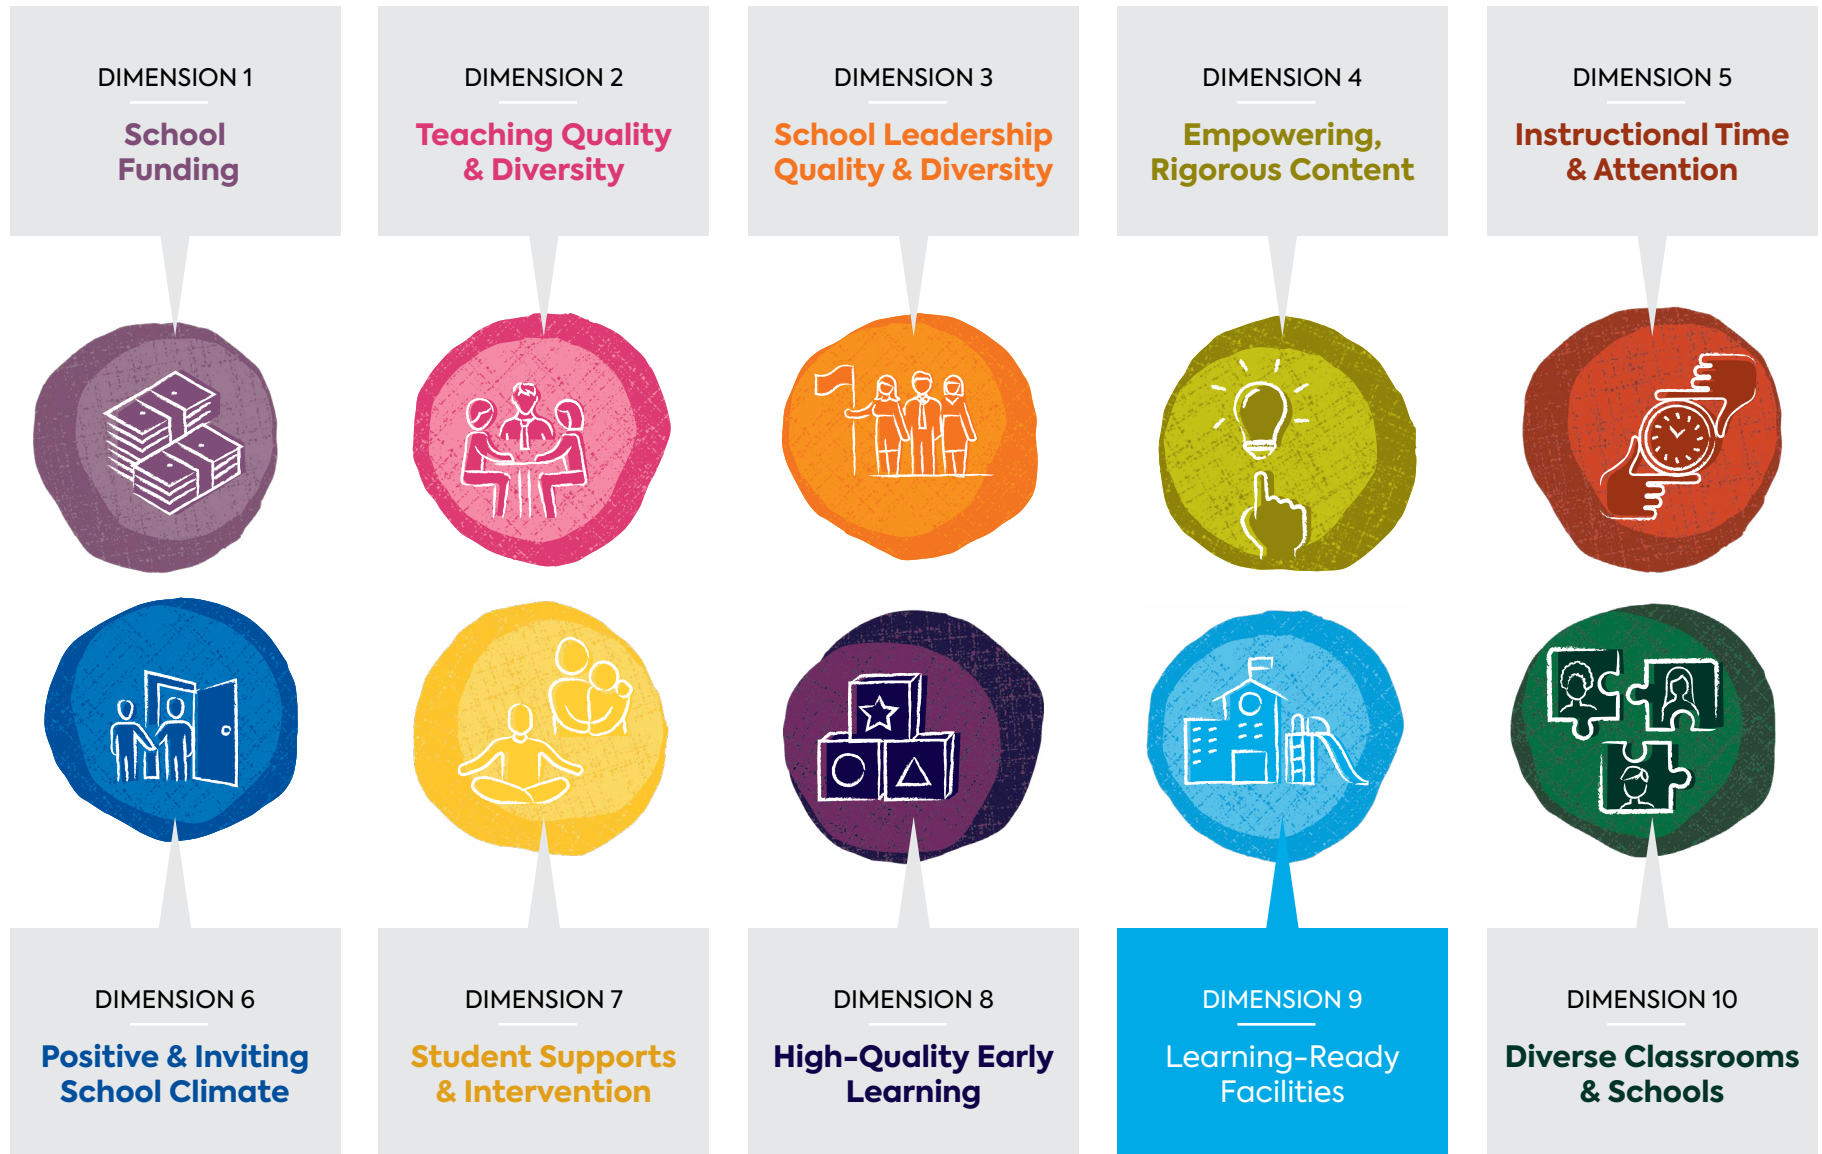 DIMENSION 1
School
Funding
DIMENSION 2
Teaching Quality
& Diversity
DIMENSION 3
School Leadership
Quality & Diversity
DIMENSION 4
Empowering,
Rigorous Content
DIMENSION 5
Instructional Time
& Attention
DIMENSION 6
Positive & Inviting
School Climate
DIMENSION 7
Student Supports
& Intervention
DIMENSION 8
High-Quality Early
Learning
DIMENSION 9
Learning-Ready
Facilities
DIMENSION 10
Diverse Classrooms
& Schools